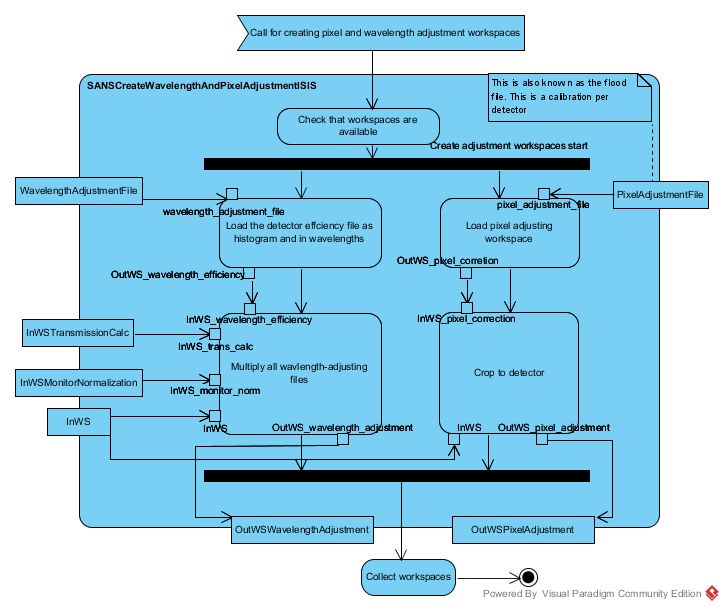 Call for creating pixel and wavelength adjustment workspaces
SANSCreateWavelengthAndPixelAdjustmentISIS
This is also known as the flood
file. This is a calibration per
detector
Check that workspaces are
available
Create adjustment workspaces start
WavelengthAdjustmentFile
PixelAdjustmentFile
wavelength_adjustment_file
pixel_adjustment_file
Load the detector effciency file as
histogram and in wavelengths
Load pixel adjusting
workspace
OutWS_wavelength_efficiency
OutWS_pixel_corretion
InWS_wavelength_efficiency
InWS_pixel_correction
InWSTransmissionCalc
InWS_trans_calc
Multiply all wavlength-adjusting
files
Crop to detector
InWSMonitorNormalization
InWS_monitor_norm
InWS
InWS
OutWS_wavelength_adjustment
InWS
OutWS_pixel_adjustment
OutWSWavelengthAdjustment
OutWSPixelAdjustment
Collect workspaces
Powered By Visual Paradigm Community Edition